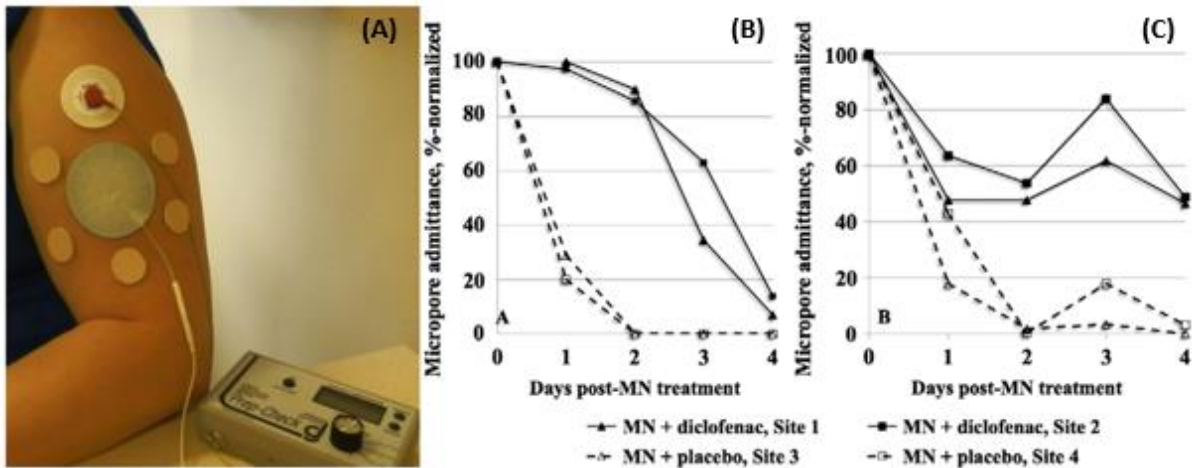 (A)
Prep-Check
(B)
Micropore admittance, %-normalized
100
80
60
40
20
0
A
0 1 2 3 4
Days post-MN treatment
(C)
Micropore admittance, %-normalized
100
80
60
40
20
0
B
0 1 2 3 4
Days post-MN treatment
MN + diclofenac, Site 1
MN + diclofenac, Site 2
MN + placebo, Site 3
MN + placebo, Site 4